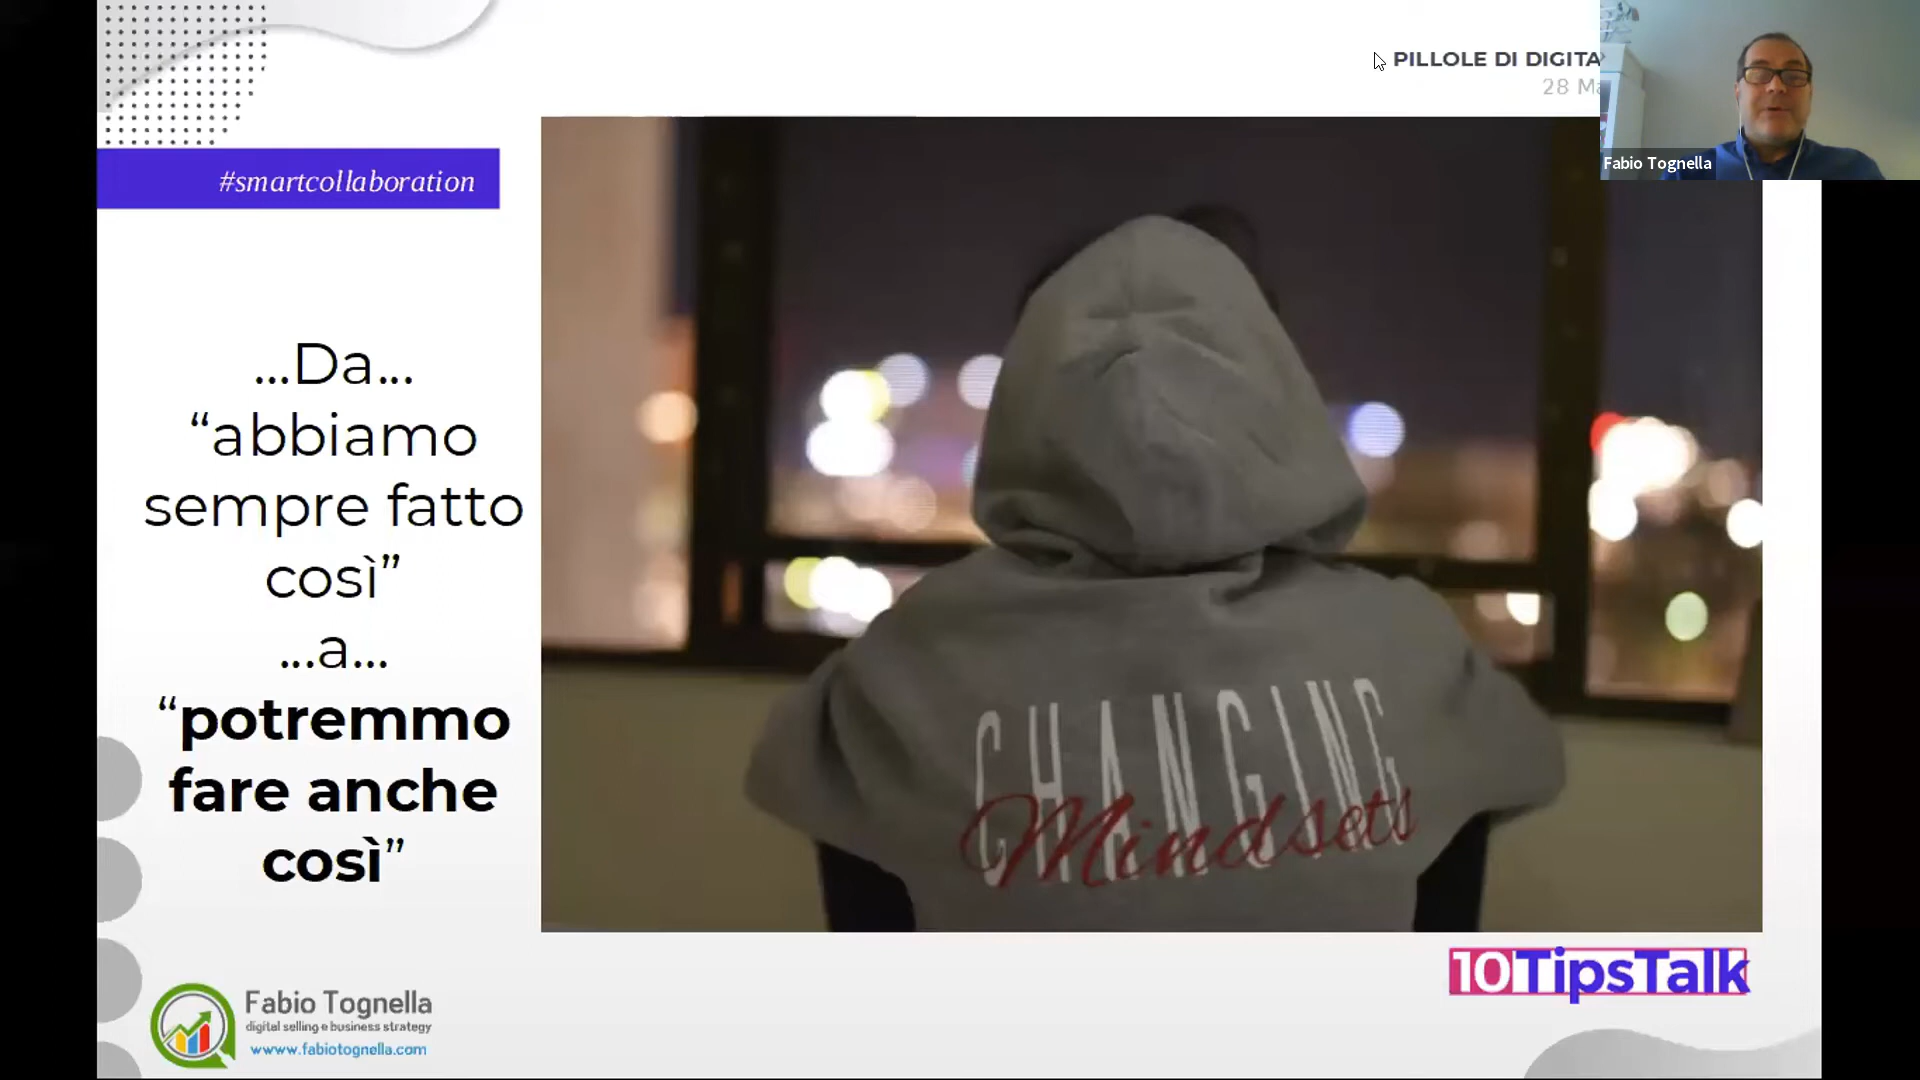 PILLOLE DI DIGITA
28 Ma
Fabio Tognella
#smartcollaboration
...Da...
“abbiamo
sempre fatto
così”
...a...
“potremmo
fare anche
così”
CHANGING
Mindsets
10TipsTalk
Fabio Tognella
digital selling e business strategy
www.fabiotognella.com